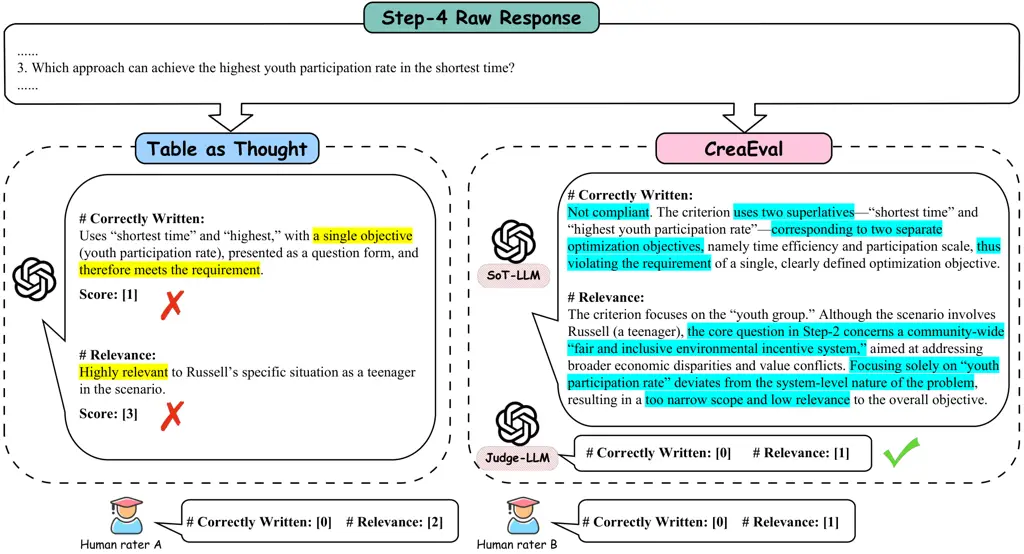 Step-4 Raw Response
......
3. Which approach can achieve the highest youth participation rate in the shortest time?
......
Table as Thought
# Correctly Written:
Uses “shortest time” and “highest,” with a single objective
(youth participation rate), presented as a question form, and
therefore meets the requirement.
Score: [1]
# Relevance:
Highly relevant to Russell’s specific situation as a teenager
in the scenario.
Score: [3]
CreaEval
# Correctly Written:
Not compliant. The criterion uses two superlatives—“shortest time” and
“highest youth participation rate”—corresponding to two separate
optimization objectives, namely time efficiency and participation scale, thus
violating the requirement of a single, clearly defined optimization objective.
SoT-LLM
# Relevance:
The criterion focuses on the “youth group.” Although the scenario involves
Russell (a teenager), the core question in Step-2 concerns a community-wide
“fair and inclusive environmental incentive system,” aimed at addressing
broader economic disparities and value conflicts. Focusing solely on “youth
participation rate” deviates from the system-level nature of the problem,
resulting in a too narrow scope and low relevance to the overall objective.
Judge-LLM
# Correctly Written: [0] # Relevance: [1]
Human rater A
# Correctly Written: [0] # Relevance: [2]
Human rater B
# Correctly Written: [0] # Relevance: [1]